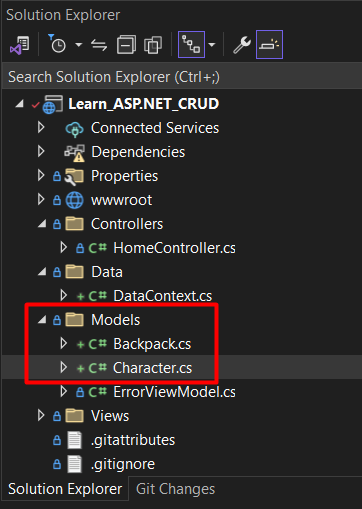 Solution Explorer
Search Solution Explorer (Ctrl+;)
Learn_ASP.NET_CRUD
Connected Services
Dependencies
Properties
wwwroot
Controllers
C# HomeController.cs
Data
C# DataContext.cs
Models
C# Backpack.cs
C# Character.cs
C# ErrorViewModel.cs
Views
.gitattributes
.gitignore
Solution Explorer Git Changes